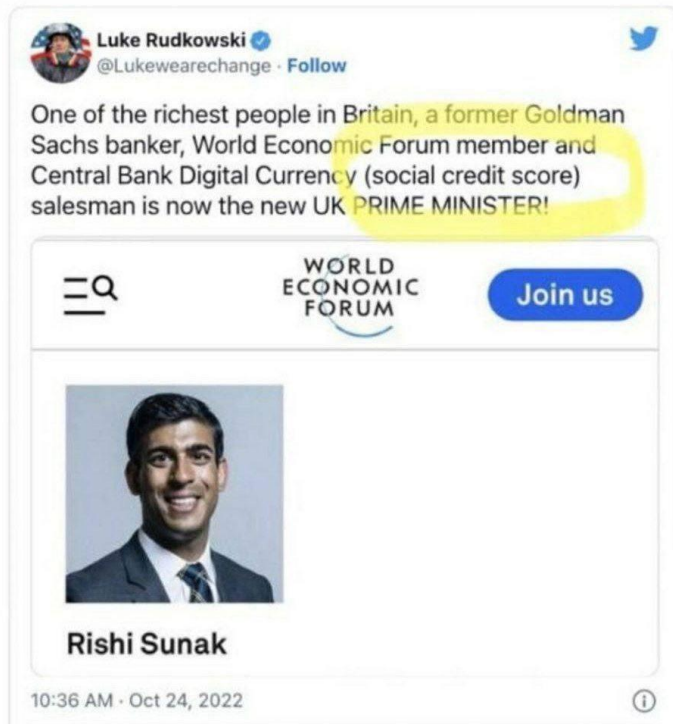 Luke Rudkowski
@Lukewearechange · Follow
One of the richest people in Britain, a former Goldman
Sachs banker, World Economic Forum member and
Central Bank Digital Currency (social credit score)
salesman is now the new UK PRIME MINISTER!
WORLD
ECONOMIC
FORUM
Join us
Rishi Sunak
10:36 AM · Oct 24, 2022